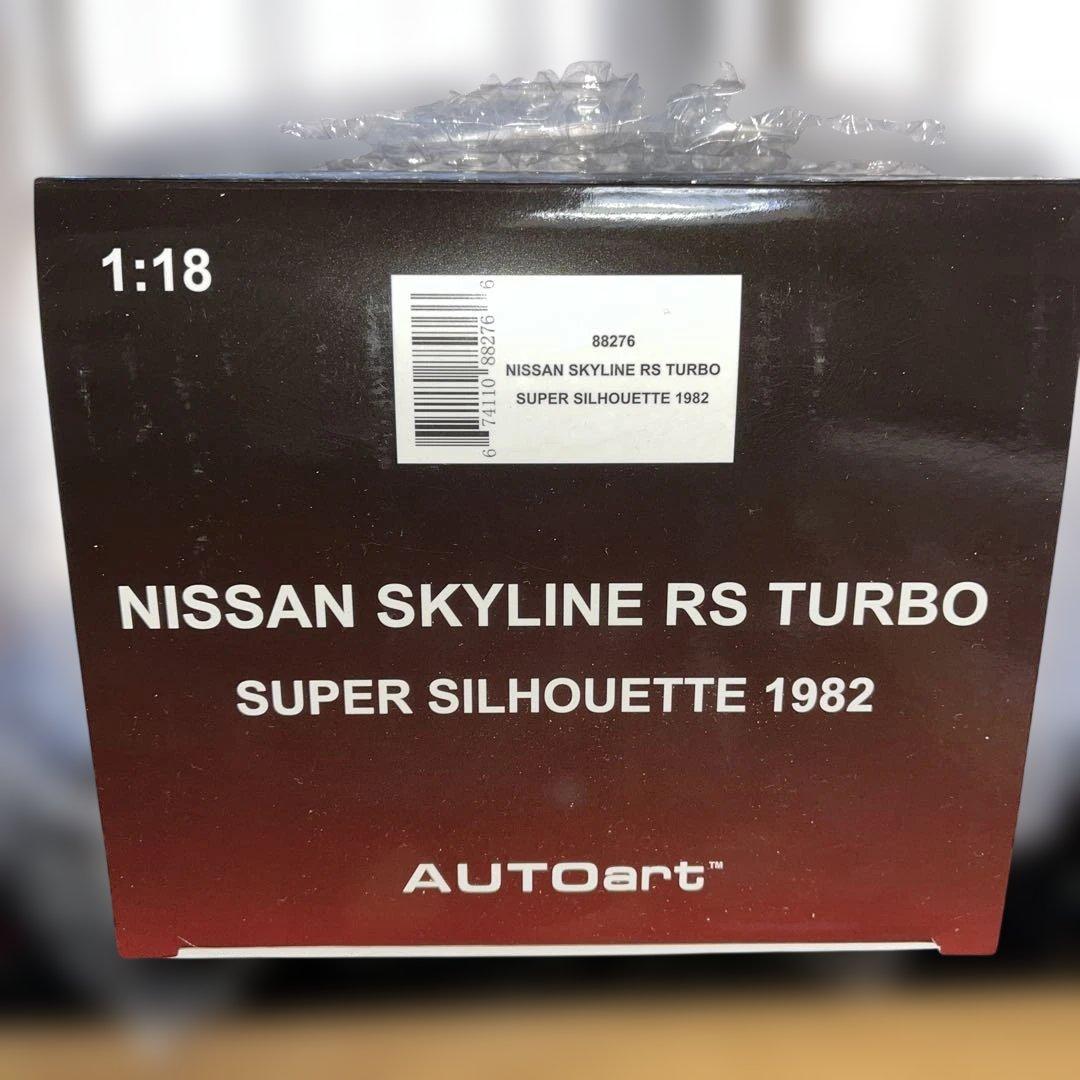 1:18
6 74110 88276 6
88276
NISSAN SKYLINE RS TURBO
SUPER SILHOUETTE 1982
NISSAN SKYLINE RS TURBO
SUPER SILHOUETTE 1982
AUTOart™